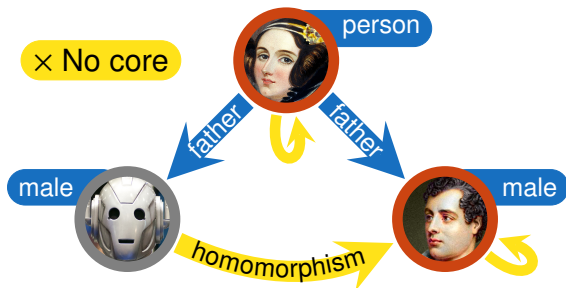 person
× No core
father
father
male
male
homomorphism